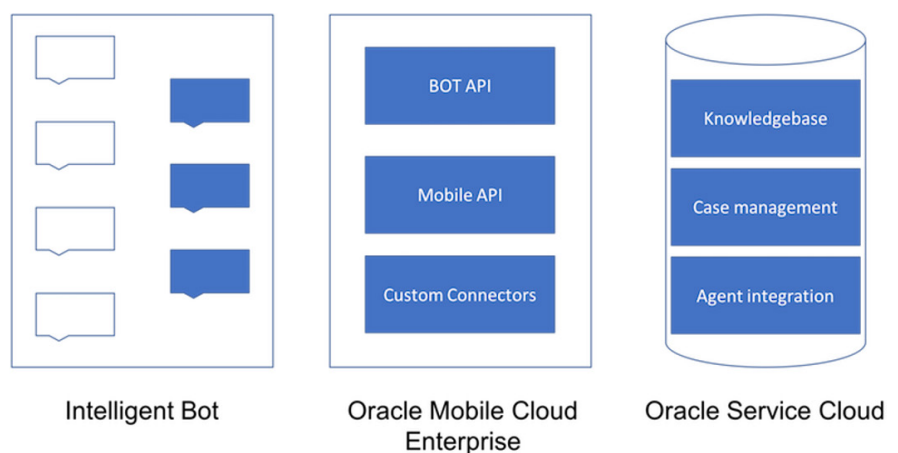 BOT API
Mobile API
Custom Connectors
Knowledgebase
Case management
Agent integration
Intelligent Bot
Oracle Mobile Cloud
Enterprise
Oracle Service Cloud